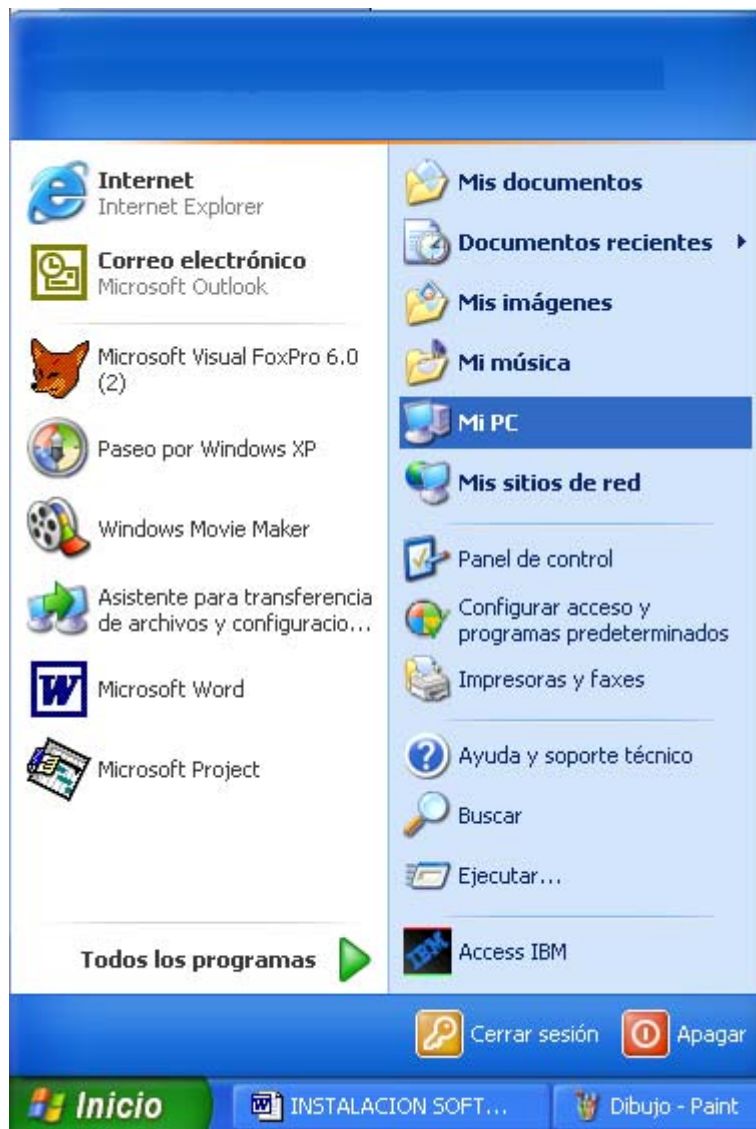 Internet
Internet Explorer
Correo electrónico
Microsoft Outlook
Microsoft Visual FoxPro 6.0
(2)
Paseo por Windows XP
Windows Movie Maker
Asistente para transferencia
de archivos y configuracio...
Microsoft Word
Microsoft Project
Todos los programas
Mis documentos
Documentos recientes
Mis imágenes
Mi música
Mi PC
Mis sitios de red
Panel de control
Configurar acceso y
programas predeterminados
Impresoras y faxes
Ayuda y soporte técnico
Buscar
Ejecutar...
IBM
Access IBM
Cerrar sesión
Apagar
Inicio
INSTALACION SOFT...
Dibujo - Paint